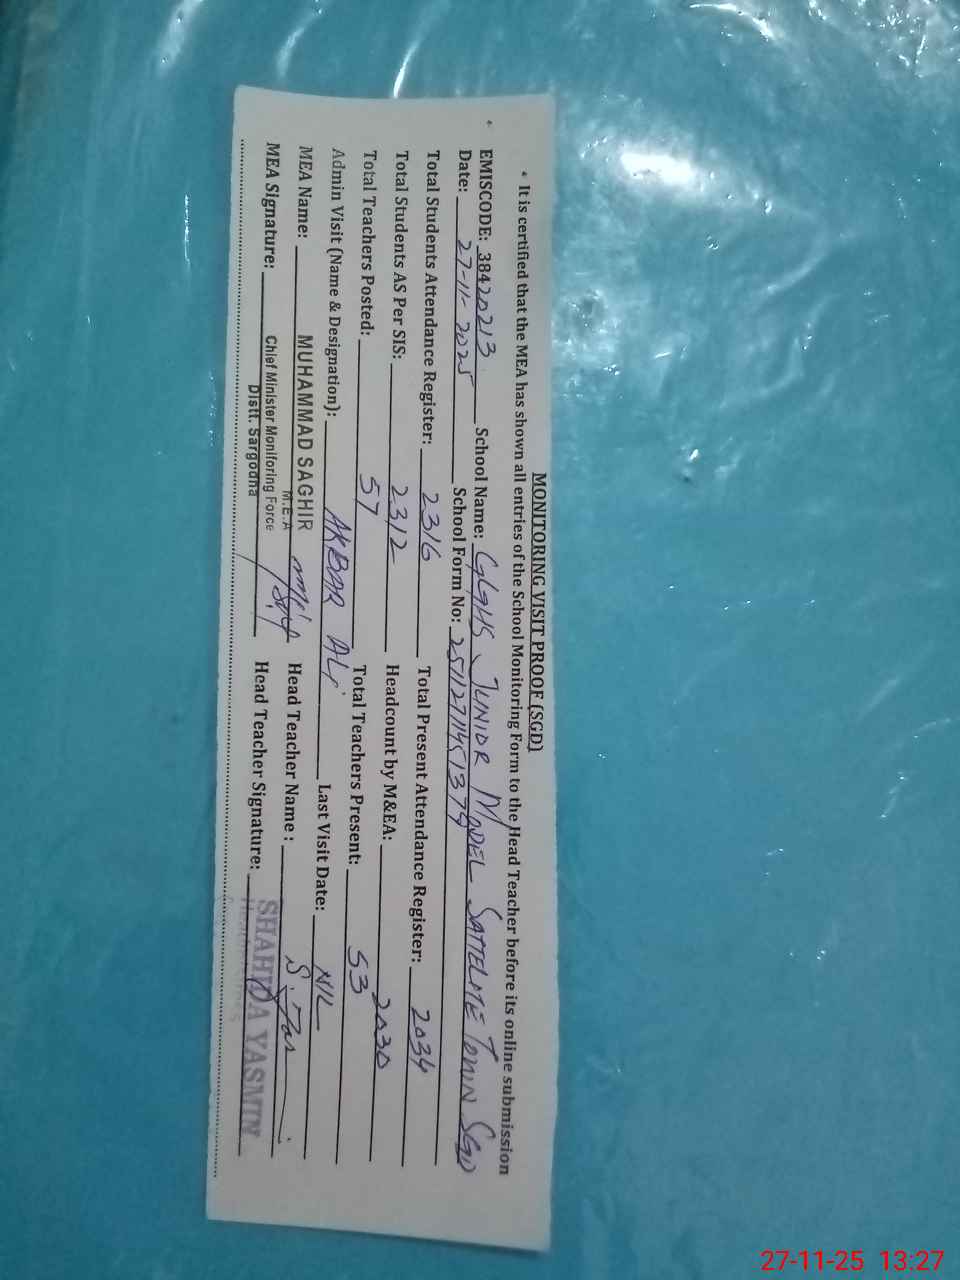 MONITORING VISIT PROOF (SGD)
• It is certified that the MEA has shown all entries of the School Monitoring Form to the Head Teacher before its online submission
EMISCODE: 38420213 School Name: GGHS JUNIOR MODEL SATTELITE TOWN SGD
Date: 27-11-2025 School Form No:
Total Students Attendance Register: 2316 Total Present Attendance Register: 2034
Total Students AS Per SIS: 2312 Headcount by M&EA: 2030
Total Teachers Posted: 57 Total Teachers Present: 53
Admin Visit (Name & Designation): AKBAR ALI Last Visit Date: NIL
MEA Name: MUHAMMAD SAGHIR Head Teacher Name :
M.E.A
MEA Signature: Chief Minister Monitoring Force Head Teacher Signature: SHAHIDA YASMIN
Distt. Sargodha Headmistress
27-11-25 13:27